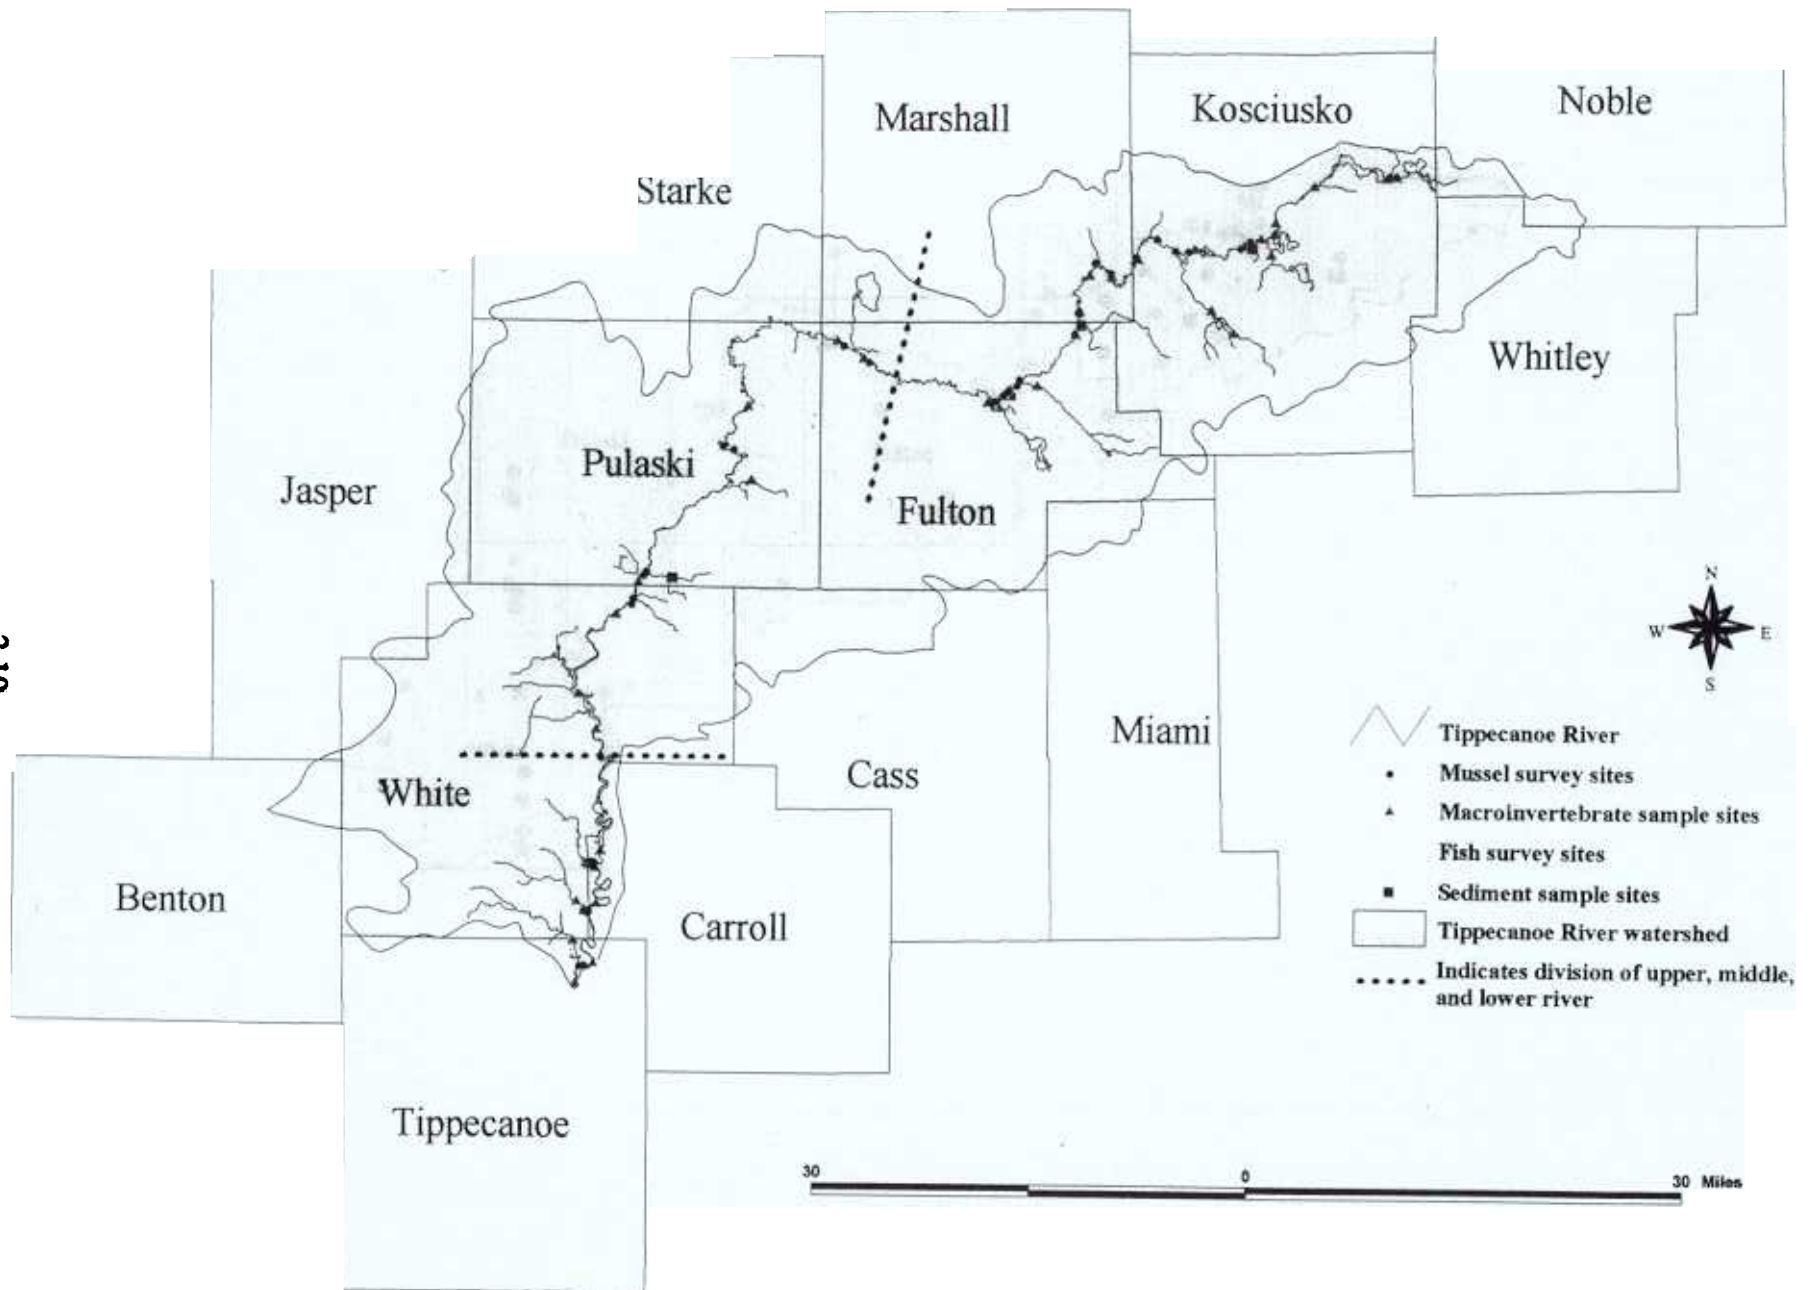 Marshall
Kosciusko
Noble
Starke
Whitley
Jasper
Pulaski
Fulton
N
W
E
S
Miami
Tippecanoe River
Mussel survey sites
Cass
White
Macroinvertebrate sample sites
Fish survey sites
Benton
Sediment sample sites
Carroll
Tippecanoe River watershed
Indicates division of upper, middle,
and lower river
Tippecanoe
30 0 30 Miles